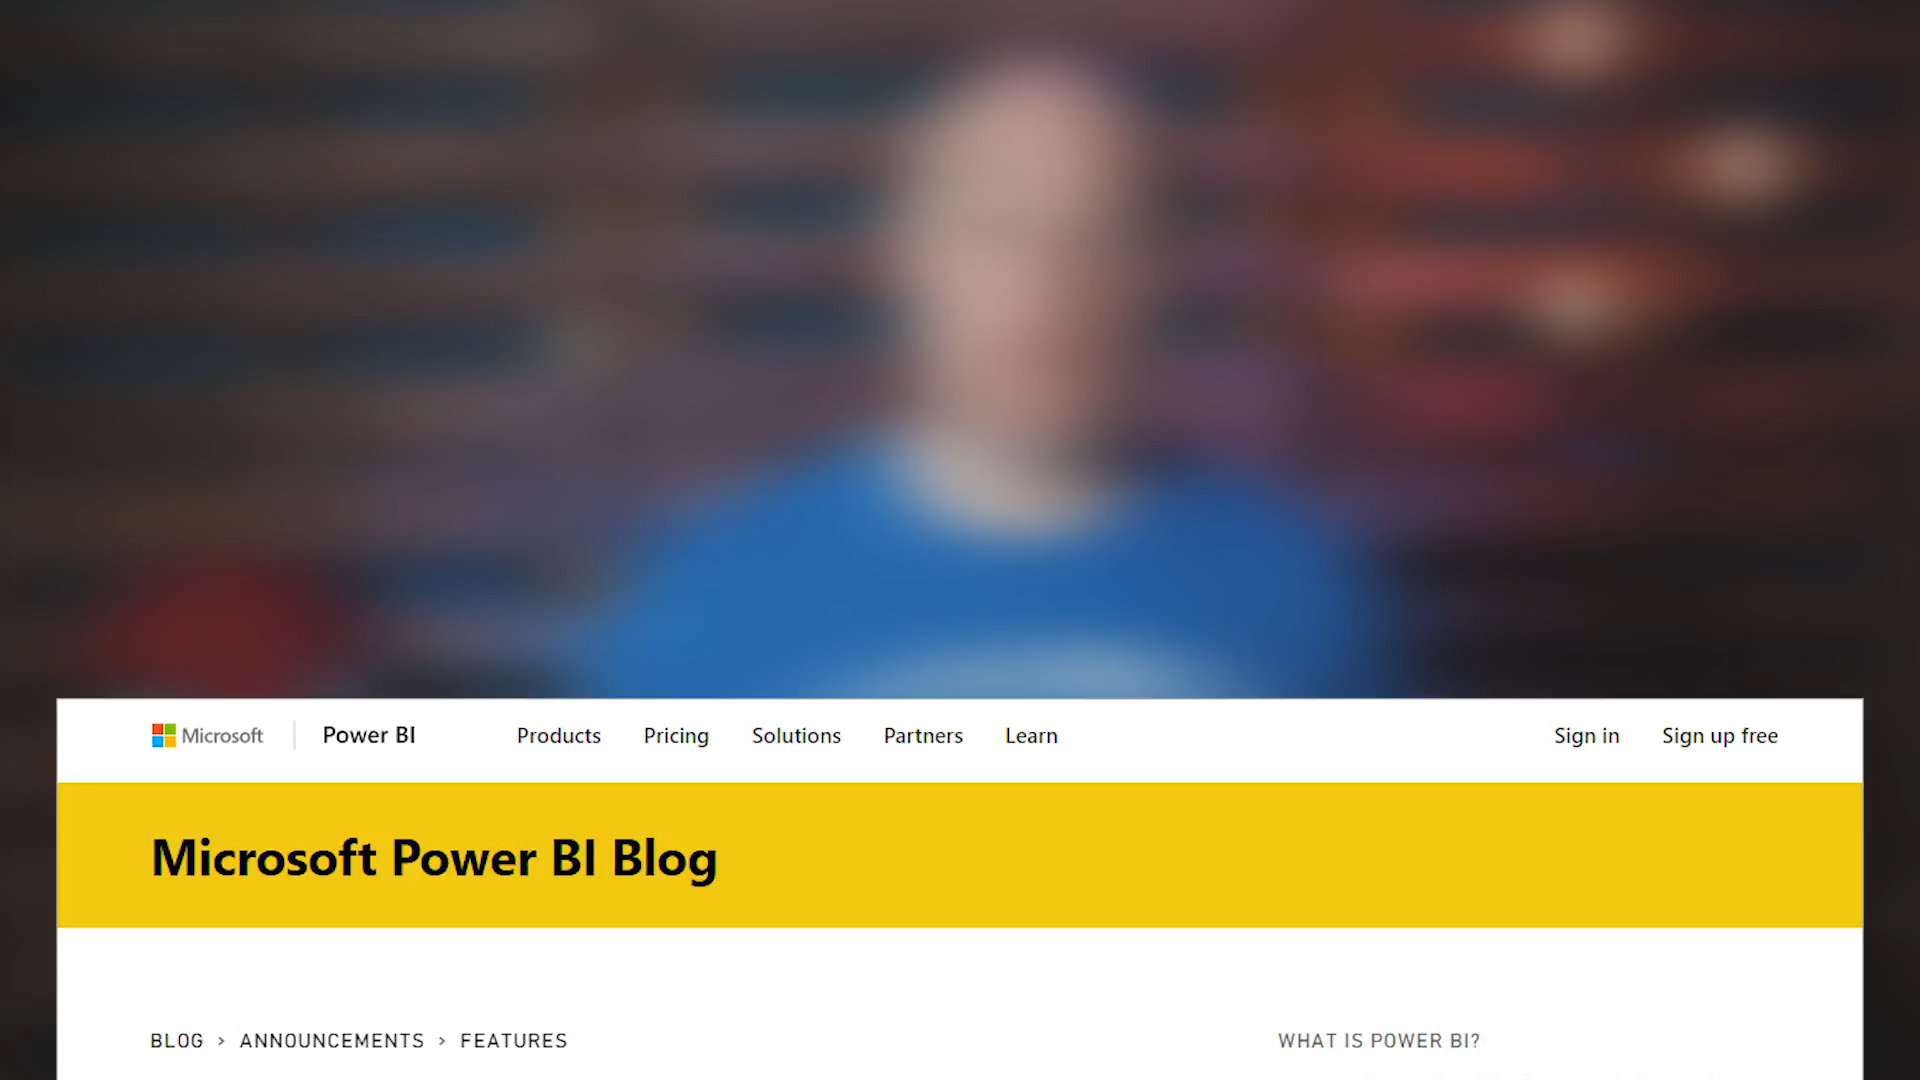 Microsoft Power BI Products Pricing Solutions Partners Learn Sign in Sign up free
Microsoft Power BI Blog
BLOG > ANNOUNCEMENTS > FEATURES
WHAT IS POWER BI?